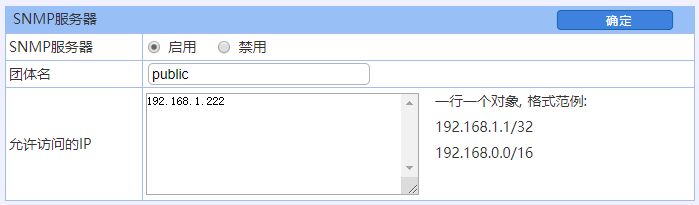 SNMP服务器 确定
SNMP服务器 启用 禁用
团体名 public
192.168.1.222 一行一个对象, 格式范例:
192.168.1.1/32
允许访问的IP
192.168.0.0/16